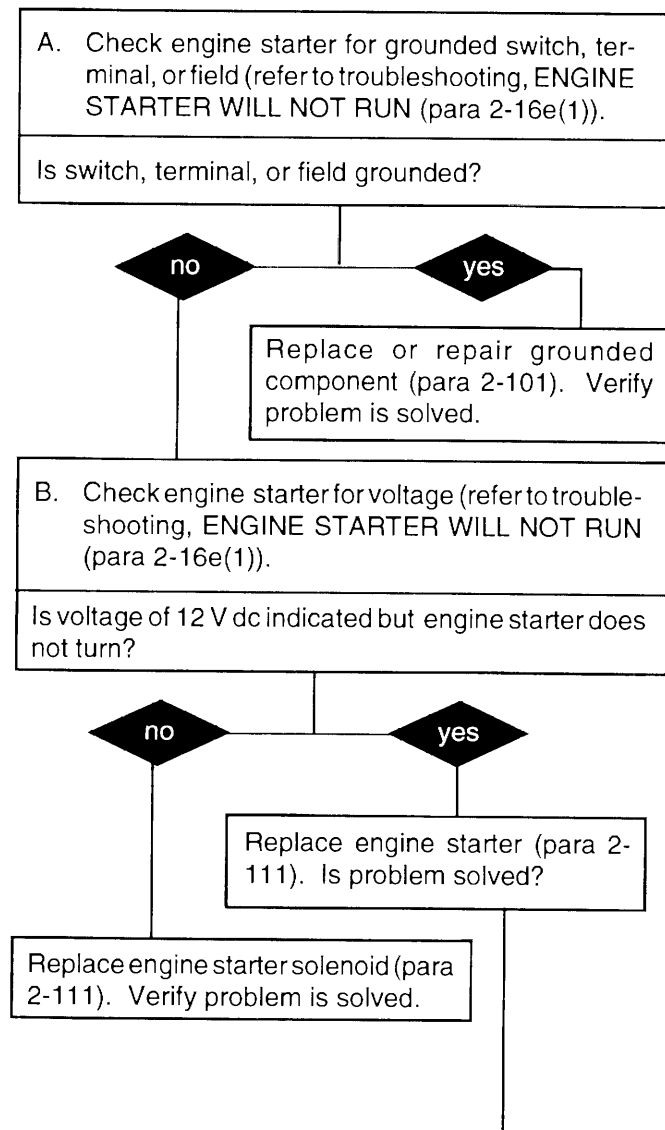 A. Check engine starter for grounded switch, ter-
minal, or field (refer to troubleshooting, ENGINE
STARTER WILL NOT RUN (para 2-16e(1)).
Is switch, terminal, or field grounded?
no
yes
Replace or repair grounded
component (para 2-101). Verify
problem is solved.
B. Check engine starter for voltage (refer to trouble-
shooting, ENGINE STARTER WILL NOT RUN
(para 2-16e(1)).
Is voltage of 12 V dc indicated but engine starter does
not turn?
no
yes
Replace engine starter (para 2-
111). Is problem solved?
Replace engine starter solenoid (para
2-111). Verify problem is solved.